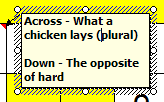 Across - What a
chicken lays (plural)

Down - The opposite
of hard